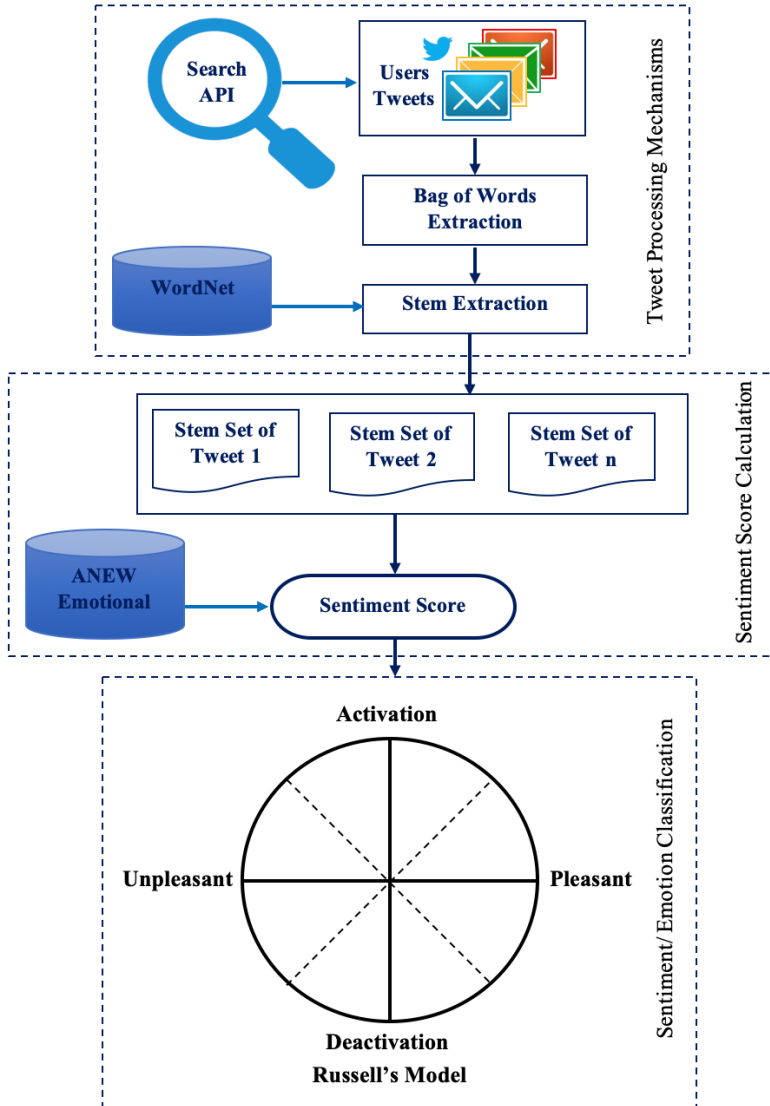 Search
API
Users
Tweets
Bag of Words
Extraction
WordNet
Stem Extraction
Tweet Processing Mechanisms
Stem Set of
Tweet 1
Stem Set of
Tweet 2
Stem Set of
Tweet n
ANEW
Emotional
Sentiment Score
Sentiment Score Calculation
Activation
Unpleasant
Pleasant
Deactivation
Russell’s Model
Sentiment/ Emotion Classification